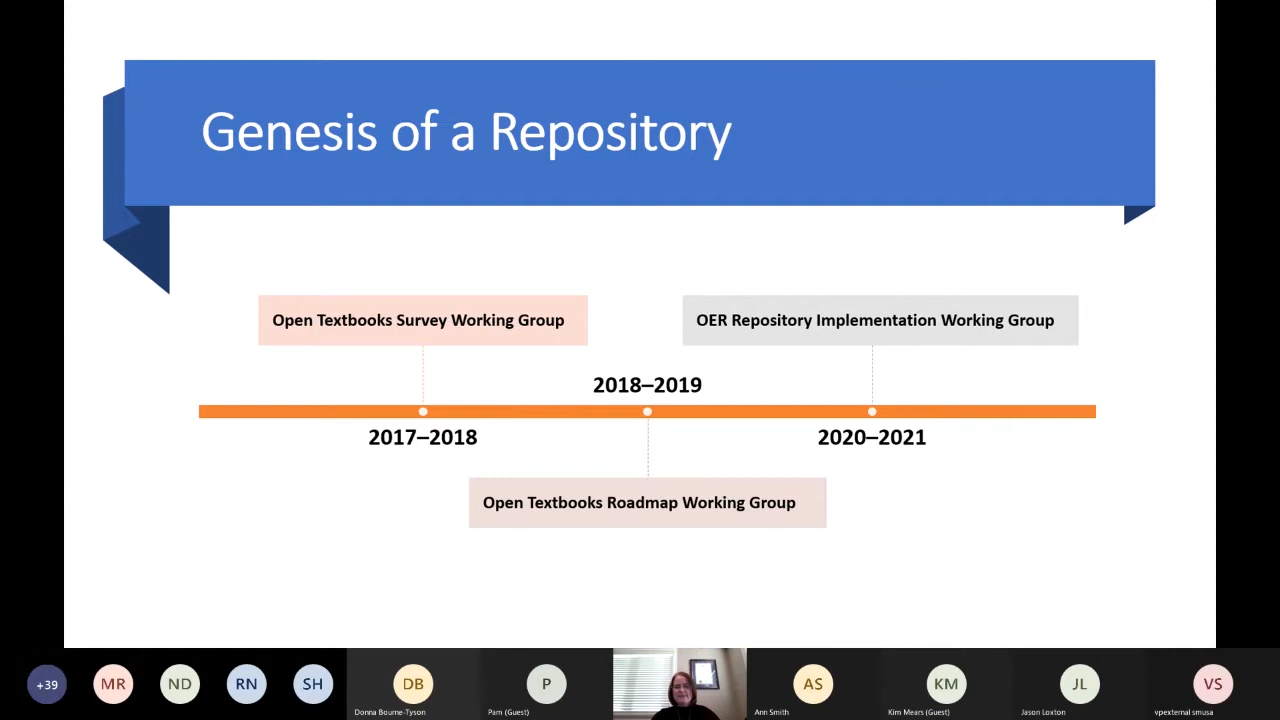 Genesis of a Repository
Open Textbooks Survey Working Group
OER Repository Implementation Working Group
2018–2019
2017–2018
2020–2021
Open Textbooks Roadmap Working Group
+39
MR
ND
RN
SH
DB
P
AS
KM
JL
VS
Donna Bourne-Tyson
Pam (Guest)
Ann Smith
Kim Mears (Guest)
Jason Loxton
vpexternal smusa